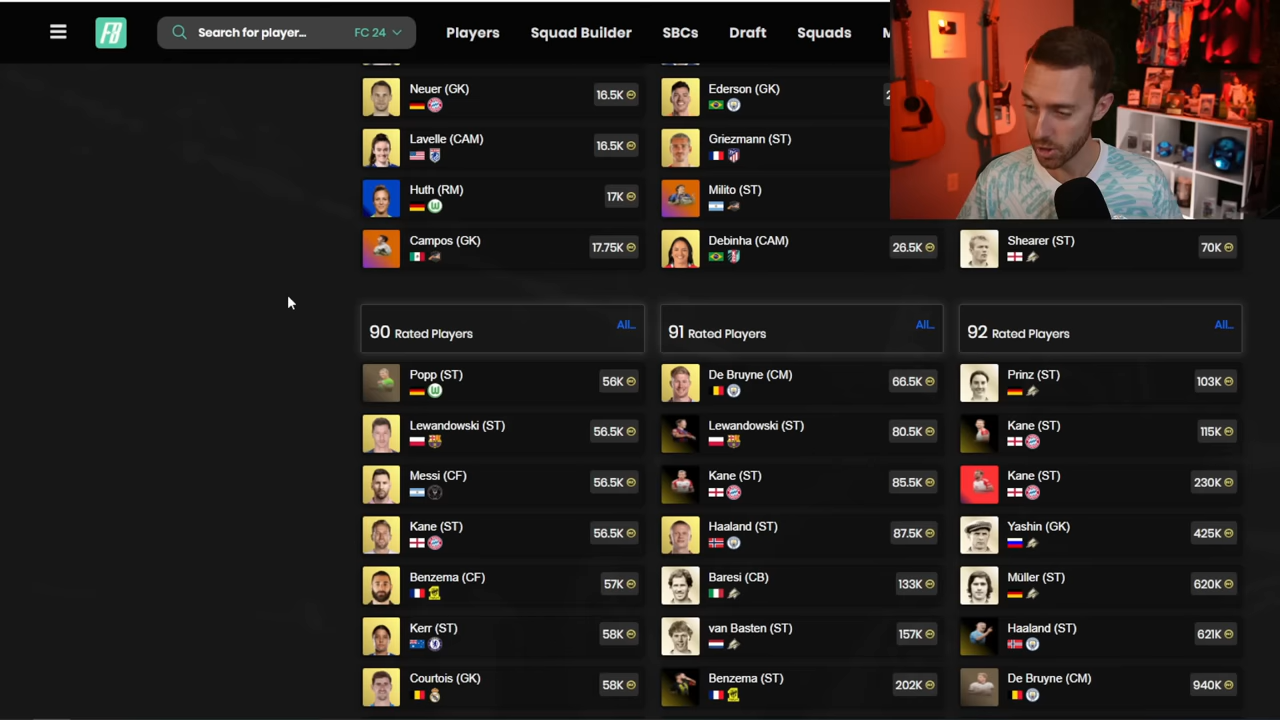 FB
Search for player...
FC 24
Players
Squad Builder
SBCs
Draft
Squads
Neuer (GK)
16.5K
Lavelle (CAM)
16.5K
Huth (RM)
17K
Campos (GK)
17.75K
Ederson (GK)
Griezmann (ST)
Milito (ST)
Debinha (CAM)
26.5K
Shearer (ST)
70K
90 Rated Players
All...
Popp (ST)
56K
Lewandowski (ST)
56.5K
Messi (CF)
56.5K
Kane (ST)
56.5K
Benzema (CF)
57K
Kerr (ST)
58K
Courtois (GK)
58K
91 Rated Players
All...
De Bruyne (CM)
66.5K
Lewandowski (ST)
80.5K
Kane (ST)
85.5K
Haaland (ST)
87.5K
Baresi (CB)
133K
van Basten (ST)
157K
Benzema (ST)
202K
92 Rated Players
All...
Prinz (ST)
103K
Kane (ST)
115K
Kane (ST)
230K
Yashin (GK)
425K
Müller (ST)
620K
Haaland (ST)
621K
De Bruyne (CM)
940K